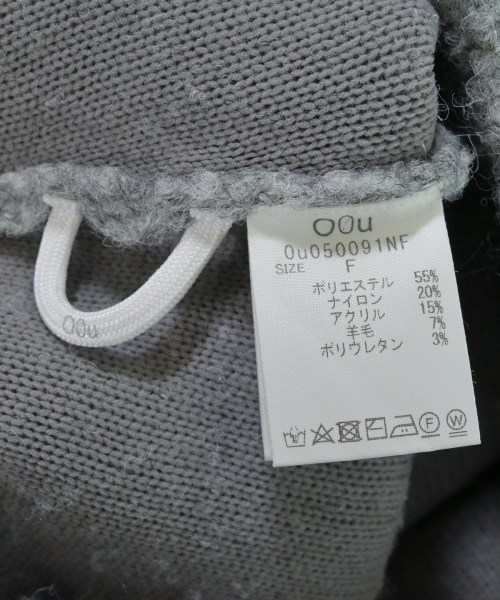 O0u
0u050091NF
SIZE F
ポリエステル 55%
ナイロン 20%
アクリル 15%
羊毛 7%
ポリウレタン 3%
F W
O0u